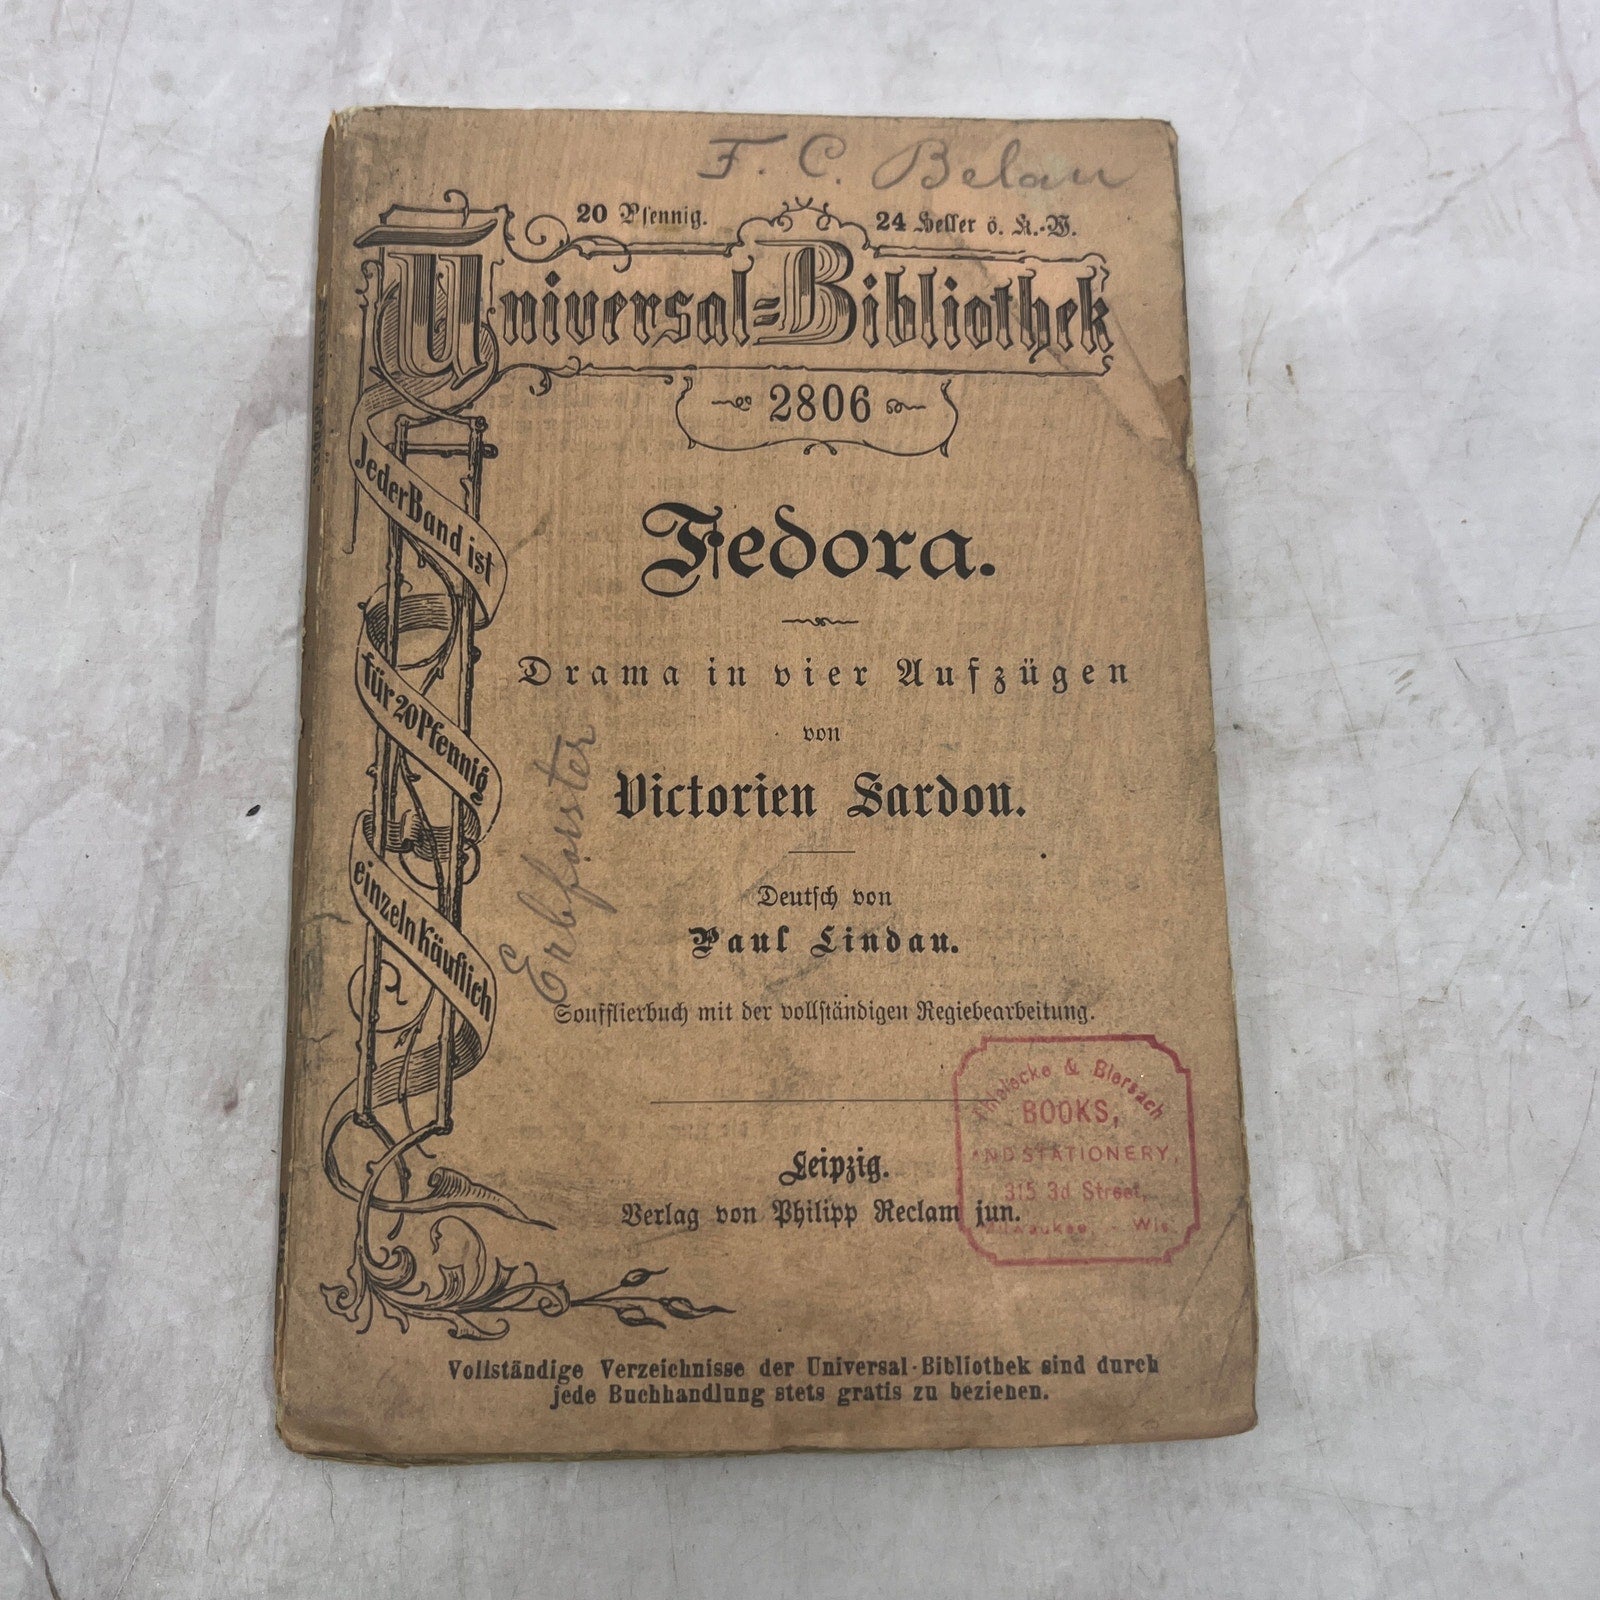 F. C. Belau
20 Pfennig. 24 Heller ö. K.-W.
Universal-Bibliothek
2806
Jeder Band ist
für 20 Pfennig
einzeln käuflich
Fedora.
Drama in vier Aufzügen
von
Victorien Sardou.
Erbförster
Deutsch von
Paul Lindau.
Soufflierbuch mit der vollständigen Regiebearbeitung.
Leipzig.
Verlag von Philipp Reclam jun.
& Biersach
BOOKS,
AND STATIONERY,
315 3d Street,
Milwaukee, - Wis.
Vollständige Verzeichnisse der Universal-Bibliothek sind durch
jede Buchhandlung stets gratis zu beziehen.